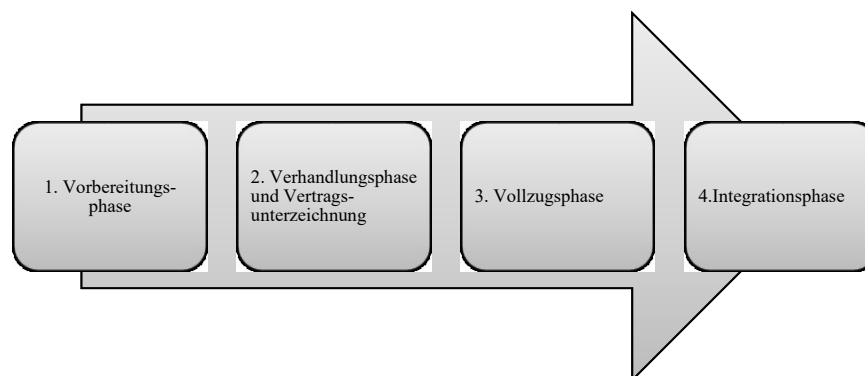 1. Vorbereitungs-
phase
2. Verhandlungsphase
und Vertrags-
unterzeichnung
3. Vollzugsphase
4.Integrationsphase